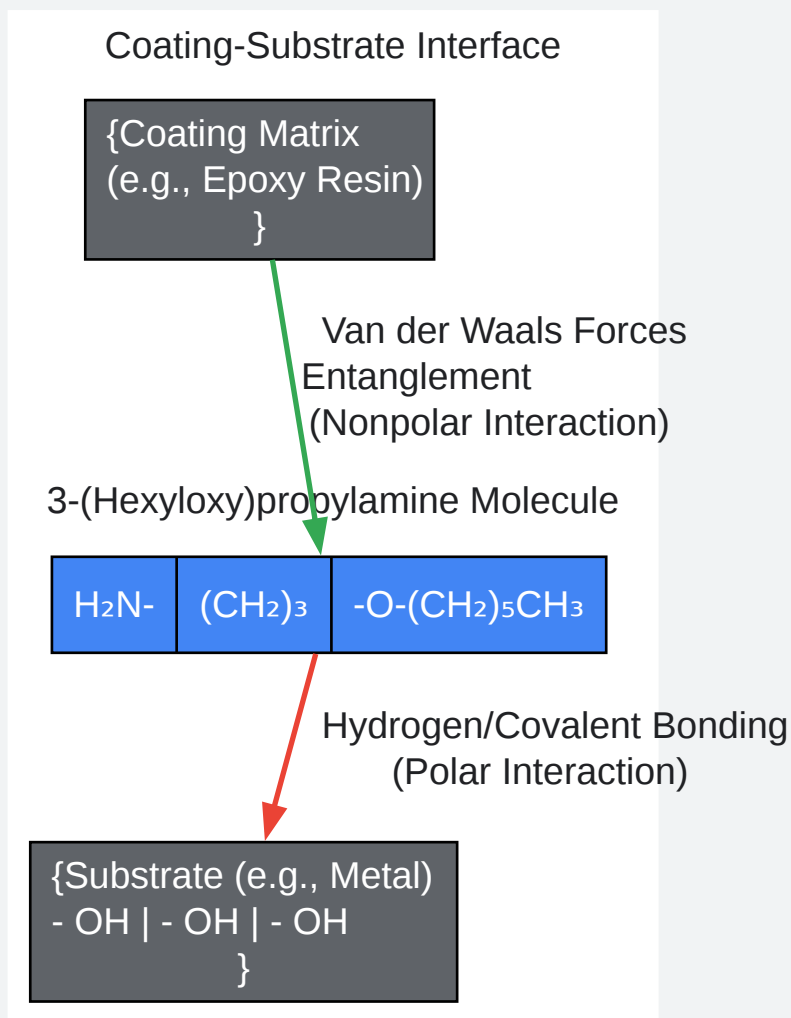 Coating-Substrate Interface
{Coating Matrix
(e.g., Epoxy Resin)
}
Van der Waals Forces
Entanglement
(Nonpolar Interaction)
3-(Hexyloxy)propylamine Molecule
H₂N- (CH₂)₃ -O-(CH₂)₅CH₃
Hydrogen/Covalent Bonding
(Polar Interaction)
{Substrate (e.g., Metal)
- OH | - OH | - OH
}